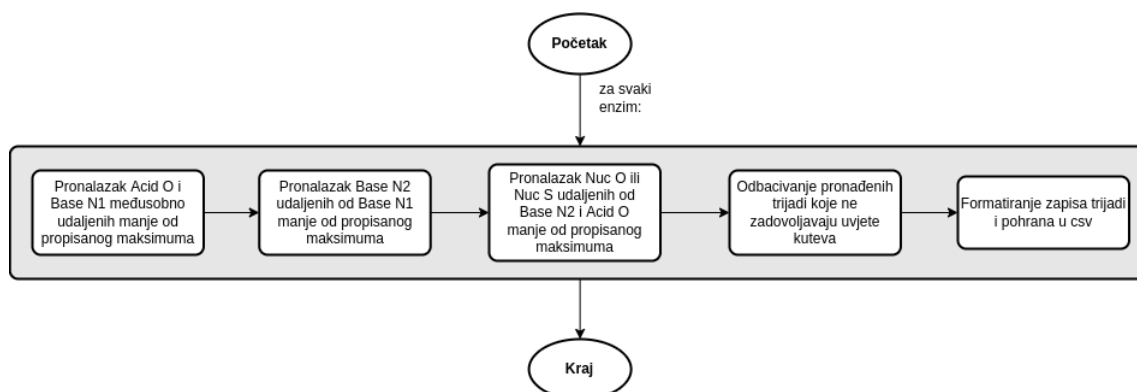 Početak
za svaki
enzim:
Pronalazak Acid O i
Base N1 međusobno
udaljenih manje od
propisanog maksimuma
Pronalazak Base N2
udaljenih od Base N1
manje od propisanog
maksimuma
Pronalazak Nuc O ili
Nuc S udaljenih od
Base N2 i Acid O
manje od propisanog
maksimuma
Odbacivanje pronađenih
trijadi koje ne
zadovoljavaju uvjete
kuteva
Formatiranje zapisa trijadi
i pohrana u csv
Kraj